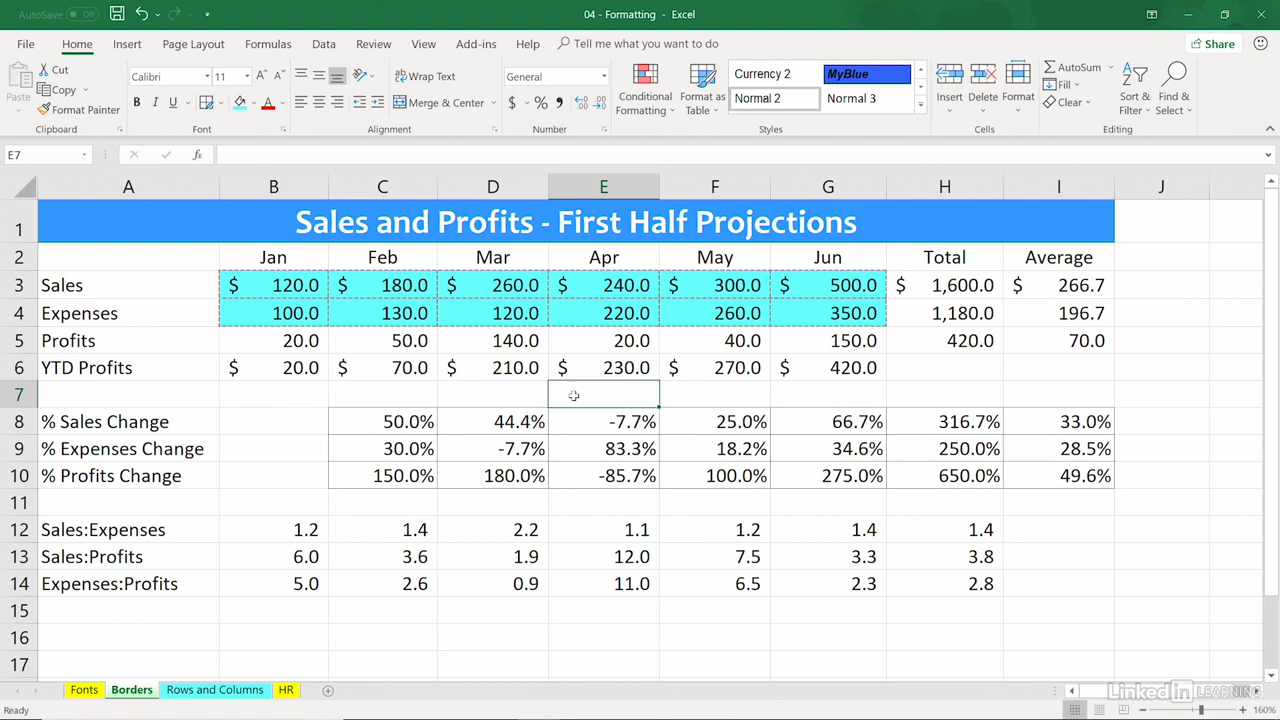 AutoSave Off
04 - Formatting - Excel
File Home Insert Page Layout Formulas Data Review View Add-ins Help Tell me what you want to do Share
Paste Cut Copy Format Painter
Calibri 11
Wrap Text
Merge & Center
General
Conditional Formatting
Format as Table
Currency 2 MyBlue
Normal 2 Normal 3
Insert Delete Format
AutoSum
Fill
Clear
Sort & Filter
Find & Select
Clipboard Font Alignment Number Styles Cells Editing
E7 fx
A B C D E F G H I J
1 Sales and Profits - First Half Projections
2 Jan Feb Mar Apr May Jun Total Average
3 Sales $ 120.0 $ 180.0 $ 260.0 $ 240.0 $ 300.0 $ 500.0 $ 1,600.0 $ 266.7
4 Expenses 100.0 130.0 120.0 220.0 260.0 350.0 1,180.0 196.7
5 Profits 20.0 50.0 140.0 20.0 40.0 150.0 420.0 70.0
6 YTD Profits $ 20.0 $ 70.0 $ 210.0 $ 230.0 $ 270.0 $ 420.0
7
8 % Sales Change 50.0% 44.4% -7.7% 25.0% 66.7% 316.7% 33.0%
9 % Expenses Change 30.0% -7.7% 83.3% 18.2% 34.6% 250.0% 28.5%
10 % Profits Change 150.0% 180.0% -85.7% 100.0% 275.0% 650.0% 49.6%
11
12 Sales:Expenses 1.2 1.4 2.2 1.1 1.2 1.4 1.4
13 Sales:Profits 6.0 3.6 1.9 12.0 7.5 3.3 3.8
14 Expenses:Profits 5.0 2.6 0.9 11.0 6.5 2.3 2.8
15
16
17
Fonts Borders Rows and Columns HR
LinkedIn LEARNING
Ready 160%